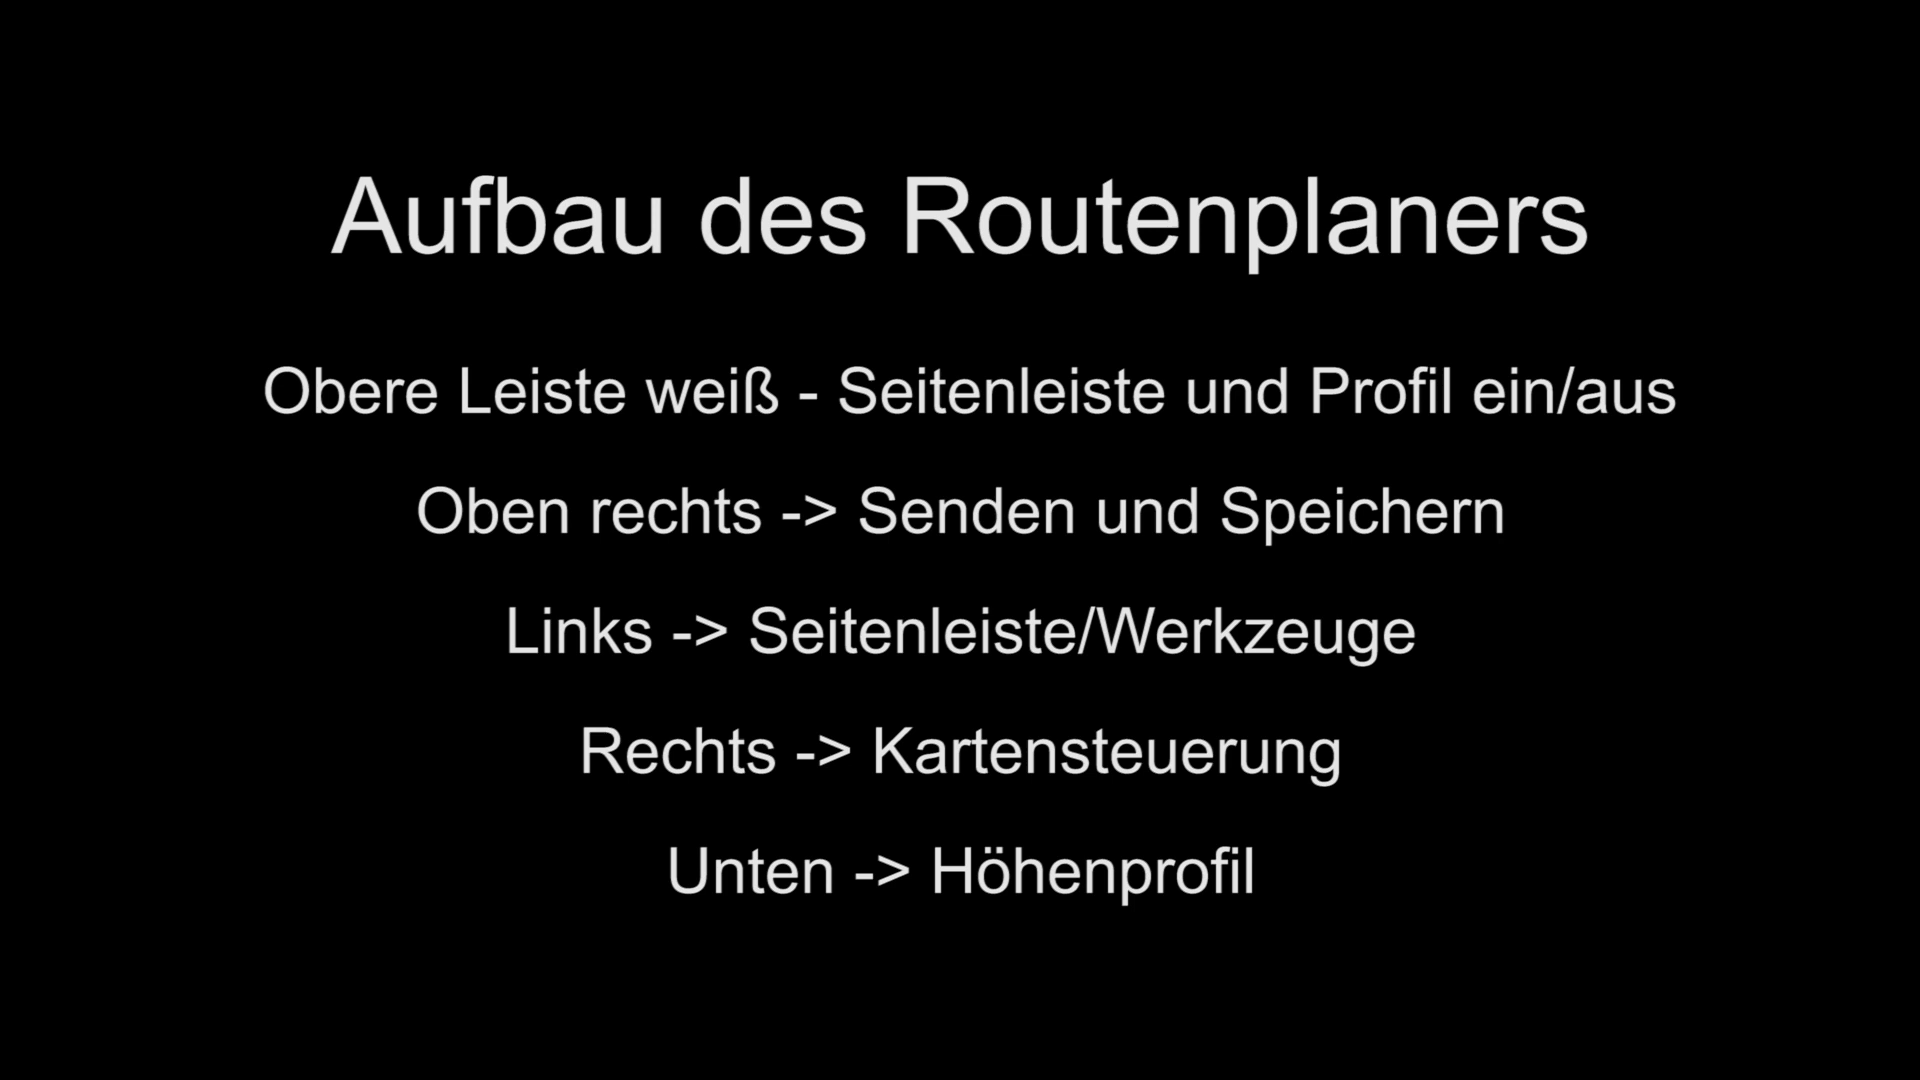 Aufbau des Routenplaners
Obere Leiste weiß - Seitenleiste und Profil ein/aus
Oben rechts -> Senden und Speichern
Links -> Seitenleiste/Werkzeuge
Rechts -> Kartensteuerung
Unten -> Höhenprofil